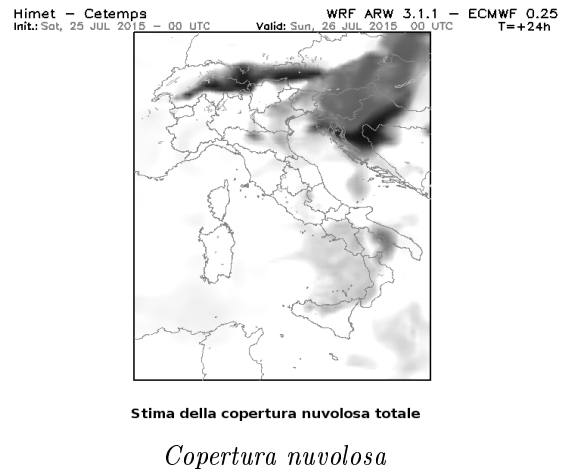 Himet – Cetemps WRF ARW 3.1.1 – ECMWF 0.25
Init.: Sat, 25 JUL 2015 – 00 UTC Valid: Sun, 26 JUL 2015 00 UTC T=+24h
Stima della copertura nuvolosa totale
Copertura nuvolosa